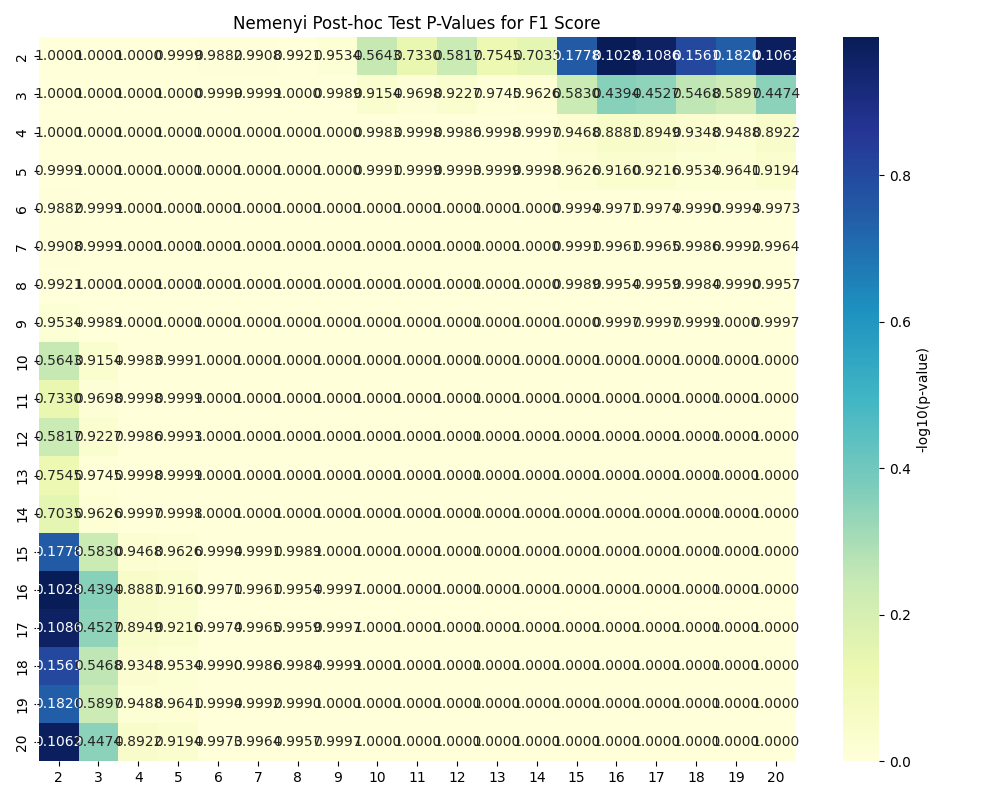 Nemenyi Post-hoc Test P-Values for F1 Score
2 1.0000 1.0000 1.0000 0.9999 0.9882 0.9908 0.9921 0.9534 0.5643 0.7330 0.5817 0.7545 0.7035 0.1778 0.1028 0.1086 0.1561 0.1820 0.1062
3 1.0000 1.0000 1.0000 1.0000 0.9999 0.9999 1.0000 0.9989 0.9154 0.9698 0.9227 0.9745 0.9626 0.5830 0.4394 0.4527 0.5468 0.5897 0.4474
4 1.0000 1.0000 1.0000 1.0000 1.0000 1.0000 1.0000 1.0000 0.9983 0.9998 0.9986 0.9998 0.9997 0.9468 0.8881 0.8949 0.9348 0.9488 0.8922
5 0.9999 1.0000 1.0000 1.0000 1.0000 1.0000 1.0000 1.0000 0.9991 0.9999 0.9993 0.9999 0.9998 0.9626 0.9160 0.9216 0.9534 0.9641 0.9194
6 0.9882 0.9999 1.0000 1.0000 1.0000 1.0000 1.0000 1.0000 1.0000 1.0000 1.0000 1.0000 1.0000 0.9994 0.9971 0.9974 0.9990 0.9994 0.9973
7 0.9908 0.9999 1.0000 1.0000 1.0000 1.0000 1.0000 1.0000 1.0000 1.0000 1.0000 1.0000 1.0000 0.9991 0.9961 0.9965 0.9986 0.9992 0.9964
8 0.9921 1.0000 1.0000 1.0000 1.0000 1.0000 1.0000 1.0000 1.0000 1.0000 1.0000 1.0000 1.0000 0.9989 0.9954 0.9959 0.9984 0.9990 0.9957
9 0.9534 0.9989 1.0000 1.0000 1.0000 1.0000 1.0000 1.0000 1.0000 1.0000 1.0000 1.0000 1.0000 1.0000 0.9997 0.9997 0.9999 1.0000 0.9997
10 0.5643 0.9154 0.9983 0.9991 1.0000 1.0000 1.0000 1.0000 1.0000 1.0000 1.0000 1.0000 1.0000 1.0000 1.0000 1.0000 1.0000 1.0000 1.0000
11 0.7330 0.9698 0.9998 0.9999 1.0000 1.0000 1.0000 1.0000 1.0000 1.0000 1.0000 1.0000 1.0000 1.0000 1.0000 1.0000 1.0000 1.0000 1.0000
12 0.5817 0.9227 0.9986 0.9993 1.0000 1.0000 1.0000 1.0000 1.0000 1.0000 1.0000 1.0000 1.0000 1.0000 1.0000 1.0000 1.0000 1.0000 1.0000
13 0.7545 0.9745 0.9998 0.9999 1.0000 1.0000 1.0000 1.0000 1.0000 1.0000 1.0000 1.0000 1.0000 1.0000 1.0000 1.0000 1.0000 1.0000 1.0000
14 0.7035 0.9626 0.9997 0.9998 1.0000 1.0000 1.0000 1.0000 1.0000 1.0000 1.0000 1.0000 1.0000 1.0000 1.0000 1.0000 1.0000 1.0000 1.0000
15 0.1778 0.5830 0.9468 0.9626 0.9994 0.9991 0.9989 1.0000 1.0000 1.0000 1.0000 1.0000 1.0000 1.0000 1.0000 1.0000 1.0000 1.0000 1.0000
16 0.1028 0.4394 0.8881 0.9160 0.9971 0.9961 0.9954 0.9997 1.0000 1.0000 1.0000 1.0000 1.0000 1.0000 1.0000 1.0000 1.0000 1.0000 1.0000
17 0.1086 0.4527 0.8949 0.9216 0.9974 0.9965 0.9959 0.9997 1.0000 1.0000 1.0000 1.0000 1.0000 1.0000 1.0000 1.0000 1.0000 1.0000 1.0000
18 0.1561 0.5468 0.9348 0.9534 0.9990 0.9986 0.9984 0.9999 1.0000 1.0000 1.0000 1.0000 1.0000 1.0000 1.0000 1.0000 1.0000 1.0000 1.0000
19 0.1820 0.5897 0.9488 0.9641 0.9994 0.9992 0.9990 1.0000 1.0000 1.0000 1.0000 1.0000 1.0000 1.0000 1.0000 1.0000 1.0000 1.0000 1.0000
20 0.1062 0.4474 0.8922 0.9194 0.9973 0.9964 0.9957 0.9997 1.0000 1.0000 1.0000 1.0000 1.0000 1.0000 1.0000 1.0000 1.0000 1.0000 1.0000
2 3 4 5 6 7 8 9 10 11 12 13 14 15 16 17 18 19 20
0.8
0.6
0.4
0.2
0.0
-log10(p-value)